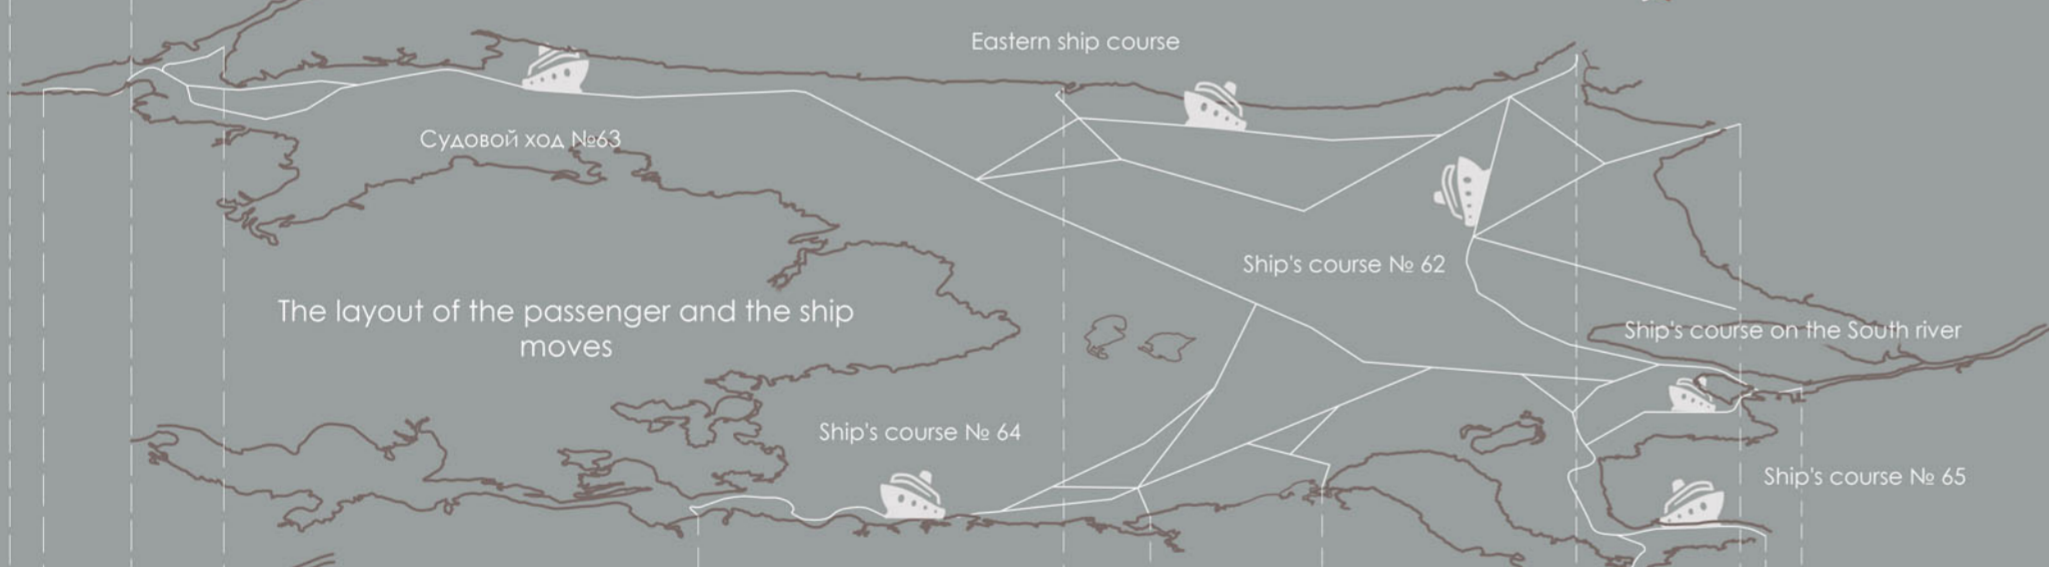 Eastern ship course
Судовой ход №63
Ship's course № 62
The layout of the passenger and the ship
moves
Ship's course on the South river
Ship's course № 64
Ship's course № 65